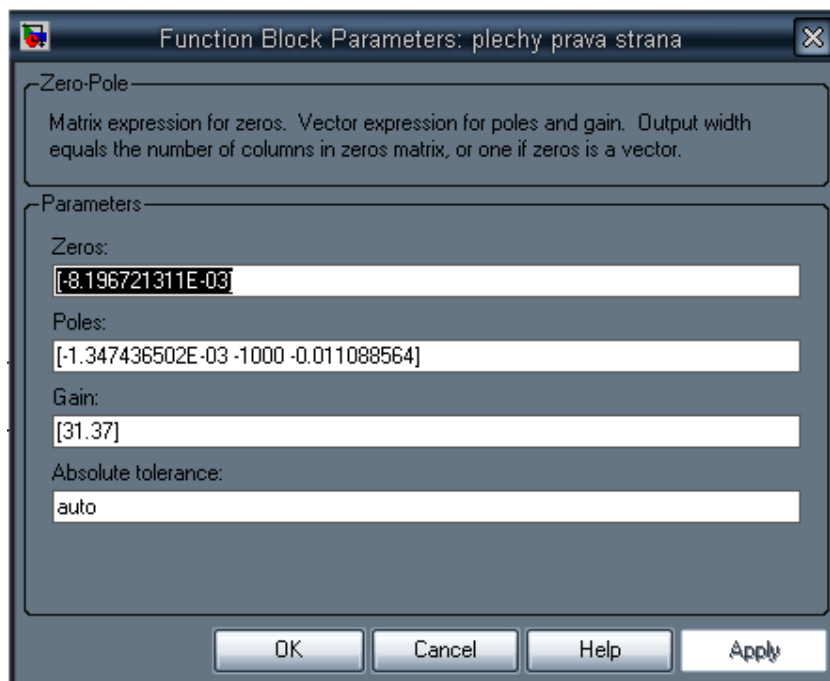 Function Block Parameters: plechy prava strana
Zero-Pole
Matrix expression for zeros. Vector expression for poles and gain. Output width
equals the number of columns in zeros matrix, or one if zeros is a vector.
Parameters
Zeros:
[-8.196721311E-03]
Poles:
[-1.347436502E-03 -1000 -0.011088564]
Gain:
[31.37]
Absolute tolerance:
auto
OK Cancel Help Apply